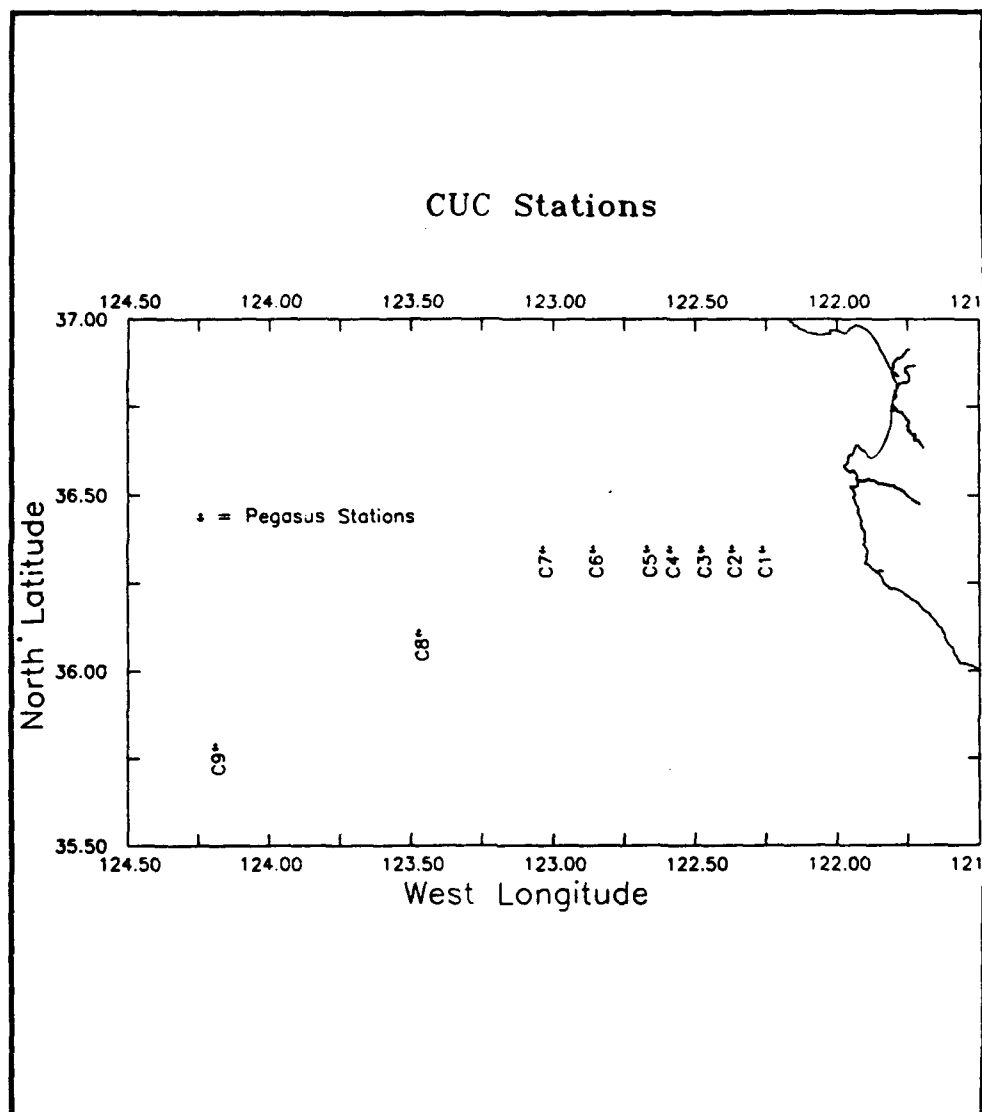 CUC Stations
124.50 124.00 123.50 123.00 122.50 122.00 121
37.00
36.50
* = Pegasus Stations
C7* C6* C5* C4* C3* C2* C1*
C8*
36.00
C9*
35.50
124.50 124.00 123.50 123.00 122.50 122.00 121
North Latitude
West Longitude